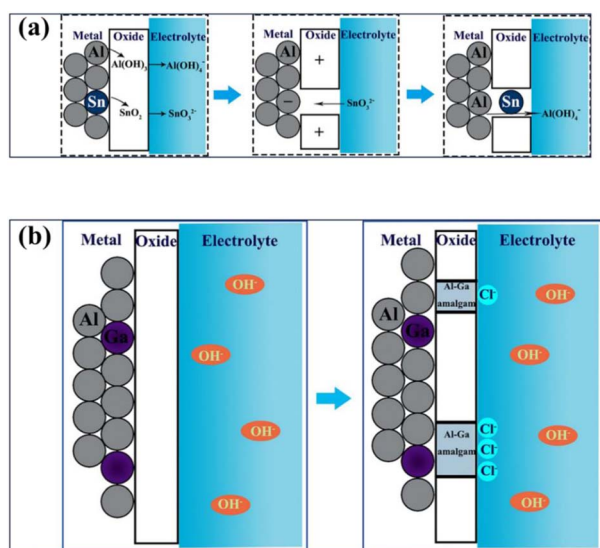 (a)
Metal Oxide Electrolyte
Al
Al(OH)₃ Al(OH)₄⁻
Sn
SnO₂ SnO₃²⁻
Metal Oxide Electrolyte
Al +
− SnO₃²⁻
+
Metal Oxide Electrolyte
Al
Al Sn
Al(OH)₄⁻
(b)
Metal Oxide Electrolyte
OH⁻
Al
Ga
OH⁻
OH⁻
OH⁻
Metal Oxide Electrolyte
Al-Ga
amalgam
Cl⁻ OH⁻
Al
Ga
OH⁻
Al-Ga
amalgam
Cl⁻
Cl⁻
Cl⁻
OH⁻
OH⁻